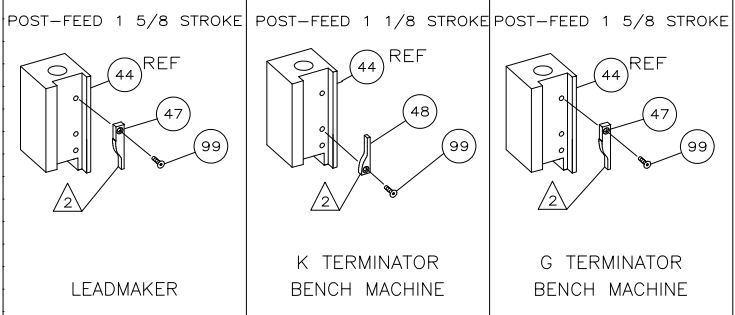 POST-FEED 1 5/8 STROKE
44 REF
47
99
2
LEADMAKER
POST-FEED 1 1/8 STROKE
44 REF
48
99
2
K TERMINATOR
BENCH MACHINE
POST-FEED 1 5/8 STROKE
44 REF
47
99
2
G TERMINATOR
BENCH MACHINE